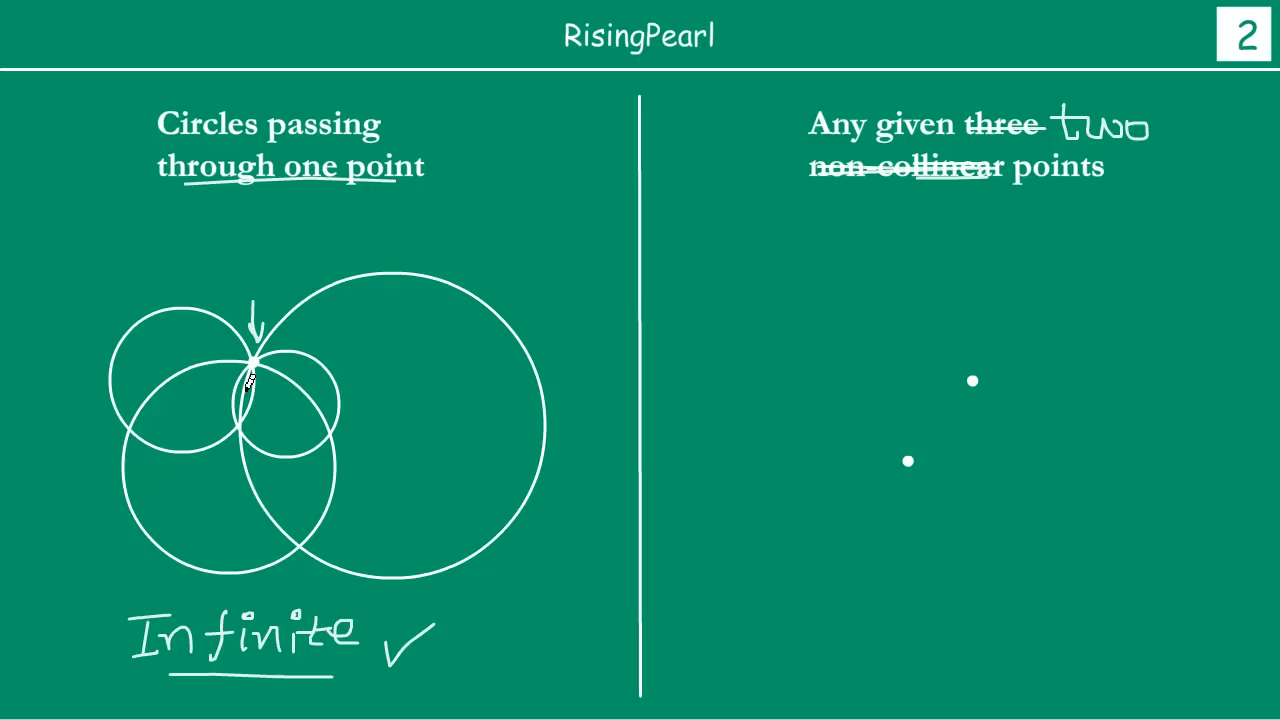 RisingPearl
2
Circles passing
through one point
Infinite
Any given three two
non-collinear points